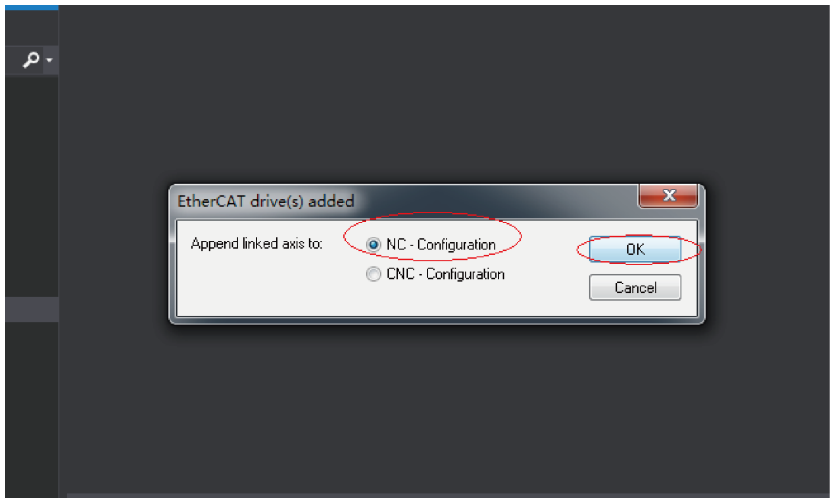 EtherCAT drive(s) added
Append linked axis to:
NC - Configuration
OK
CNC - Configuration
Cancel